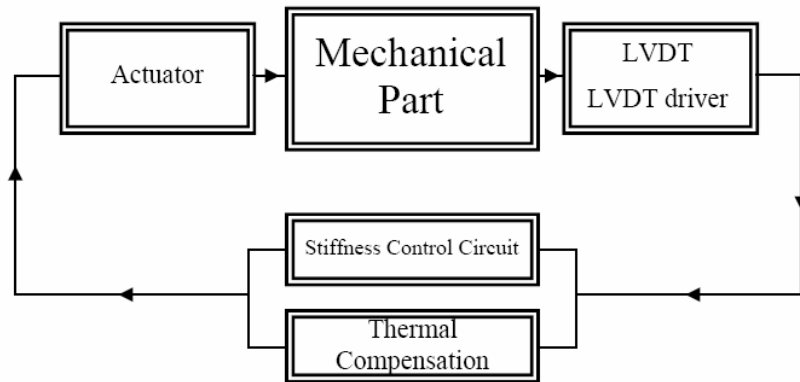 Actuator
Mechanical
Part
LVDT
LVDT driver
Stiffness Control Circuit
Thermal
Compensation